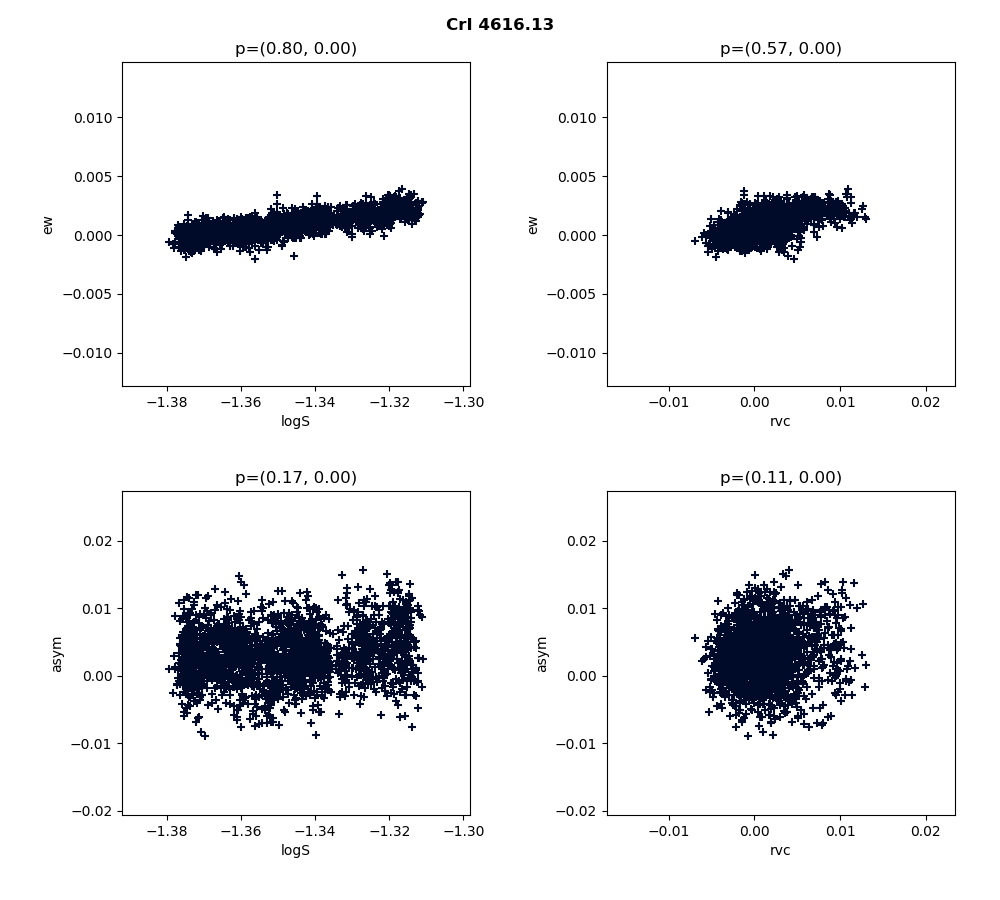 CrI 4616.13
p=(0.80, 0.00)
p=(0.57, 0.00)
0.010
0.005
0.000
−0.005
−0.010
ew
−1.38 −1.36 −1.34 −1.32 −1.30
logS
0.010
0.005
0.000
−0.005
−0.010
ew
−0.01 0.00 0.01 0.02
rvc
p=(0.17, 0.00)
p=(0.11, 0.00)
0.02
0.01
0.00
−0.01
−0.02
asym
−1.38 −1.36 −1.34 −1.32 −1.30
logS
0.02
0.01
0.00
−0.01
−0.02
asym
−0.01 0.00 0.01 0.02
rvc